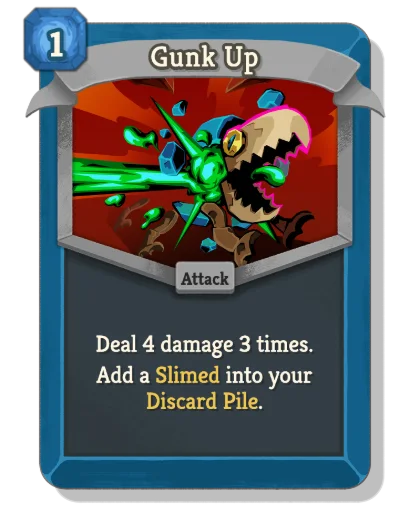 1
Gunk Up
Attack
Deal 4 damage 3 times.
Add a Slimed into your
Discard Pile.